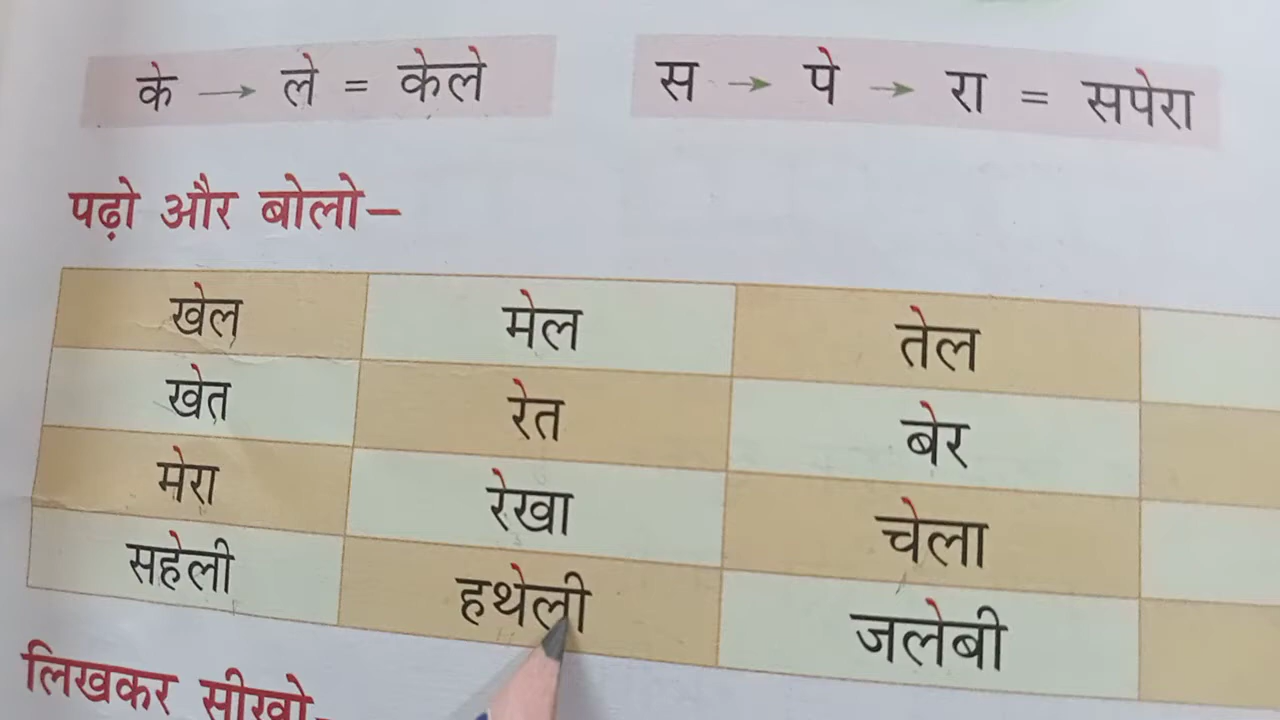 के → ले = केले
स → पे → रा = सपेरा
पढ़ो और बोलो–
खेल मेल तेल
खेत रेत बेर
मेरा रेखा चेला
सहेली हथेली जलेबी
लिखकर सीखो–